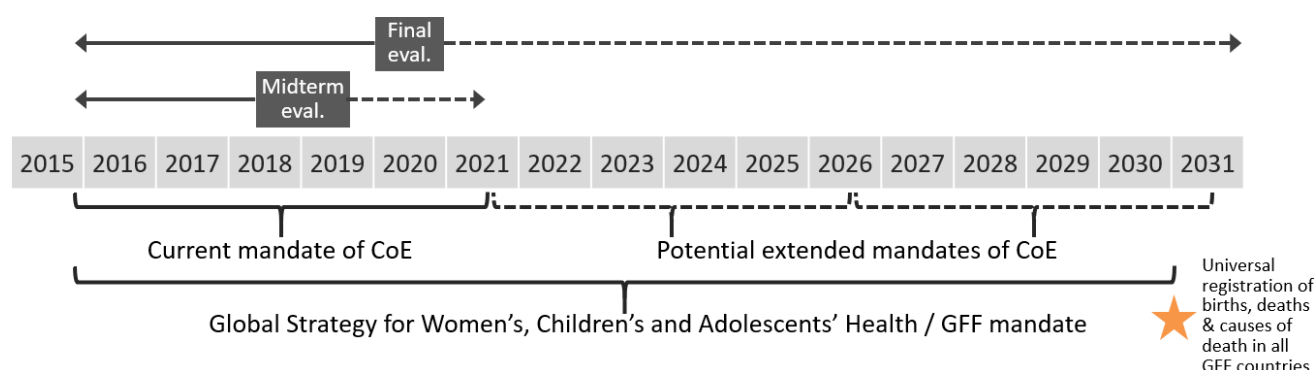 Final
eval.
Midterm
eval.
2015 2016 2017 2018 2019 2020 2021 2022 2023 2024 2025 2026 2027 2028 2029 2030 2031
Current mandate of CoE
Potential extended mandates of CoE
Global Strategy for Women’s, Children’s and Adolescents’ Health / GFF mandate
Universal
registration of
births, deaths
& causes of
death in all
GFF countries